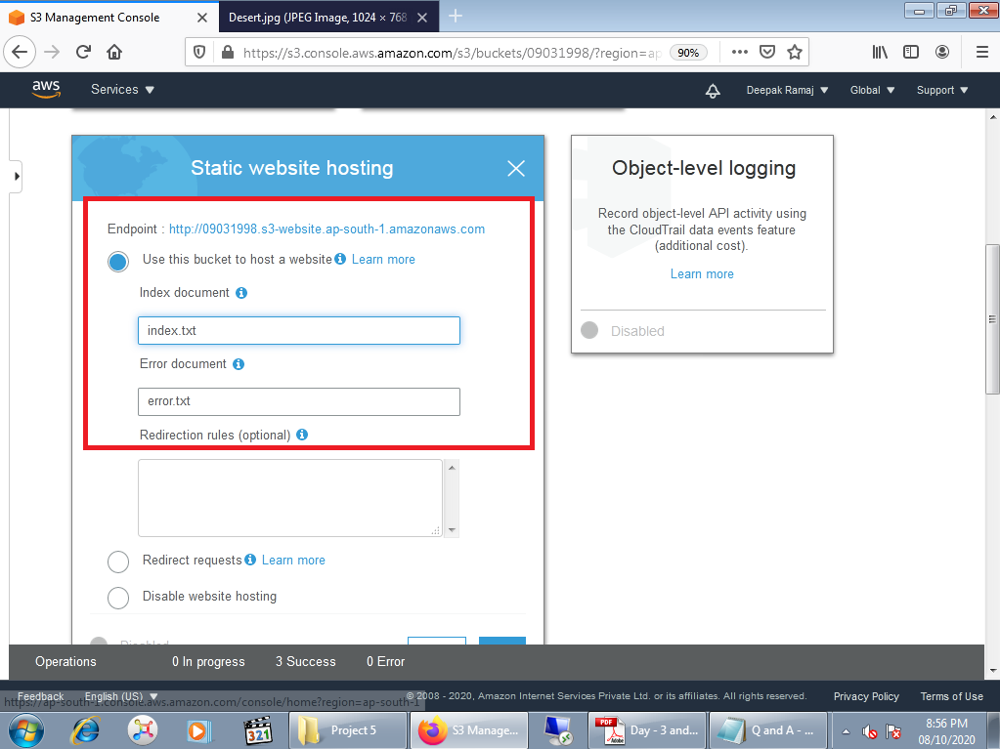 S3 Management Console
Desert.jpg (JPEG Image, 1024 × 768
https://s3.console.aws.amazon.com/s3/buckets/09031998/?region=ap
90%
aws
Services
Deepak Ramaj
Global
Support
Static website hosting
Endpoint : http://09031998.s3-website.ap-south-1.amazonaws.com
Use this bucket to host a website Learn more
Index document
index.txt
Error document
error.txt
Redirection rules (optional)
Redirect requests Learn more
Disable website hosting
Disabled
Object-level logging
Record object-level API activity using
the CloudTrail data events feature
(additional cost).
Learn more
Disabled
Operations
0 In progress
3 Success
0 Error
Feedback
English (US)
© 2008 - 2020, Amazon Internet Services Private Ltd. or its affiliates. All rights reserved.
Privacy Policy
Terms of Use
https://ap-south-1.console.aws.amazon.com/console/home?region=ap-south-1
321
Project 5
S3 Manage...
PDF
Adobe
Day - 3 and...
Q and A - ...
8:56 PM
08/10/2020